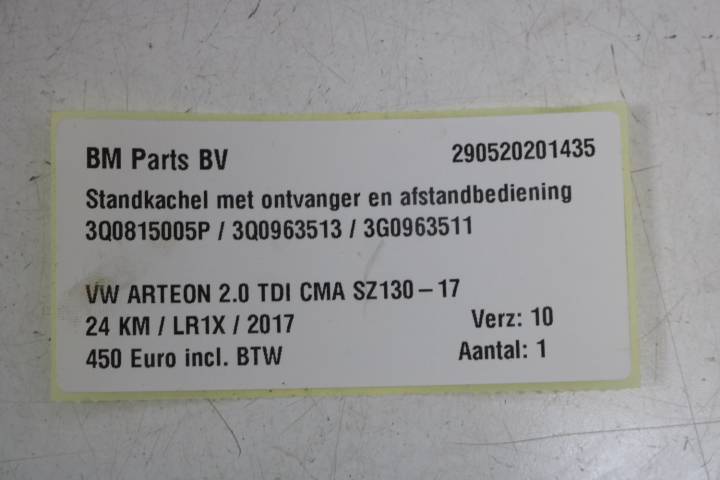 BM Parts BV 290520201435
Standkachel met ontvanger en afstandbediening
3Q0815005P / 3Q0963513 / 3G0963511
VW ARTEON 2.0 TDI CMA SZ130-17
24 KM / LR1X / 2017 Verz: 10
450 Euro incl. BTW Aantal: 1